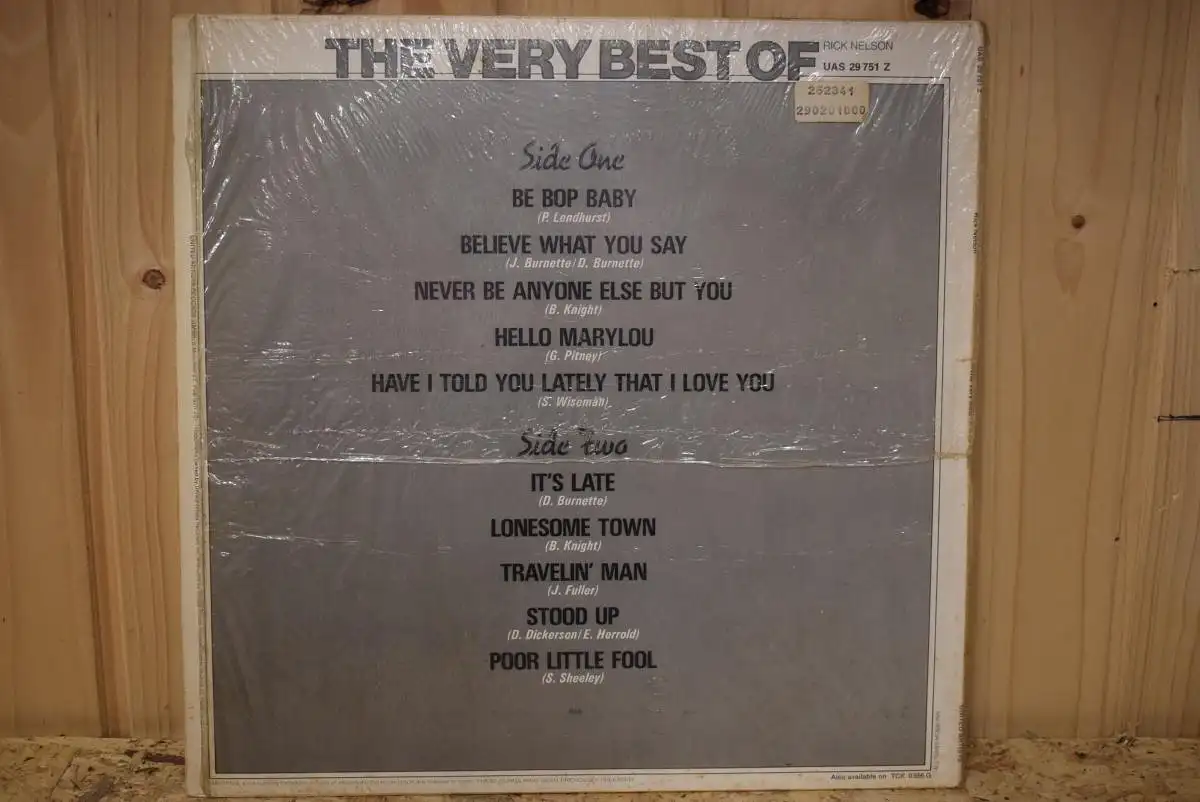 THE VERY BEST OF
RICK NELSON
UAS 29 751 Z
262341
290201000
Side One
BE BOP BABY
(P. Lendhurst)
BELIEVE WHAT YOU SAY
(J. Burnette/D. Burnette)
NEVER BE ANYONE ELSE BUT YOU
(B. Knight)
HELLO MARYLOU
(G. Pitney)
HAVE I TOLD YOU LATELY THAT I LOVE YOU
(S. Wiseman)
Side Two
IT'S LATE
(D. Burnette)
LONESOME TOWN
(B. Knight)
TRAVELIN' MAN
(J. Fuller)
STOOD UP
(D. Dickerson/E. Herrold)
POOR LITTLE FOOL
(S. Sheeley)
Also available on TCK